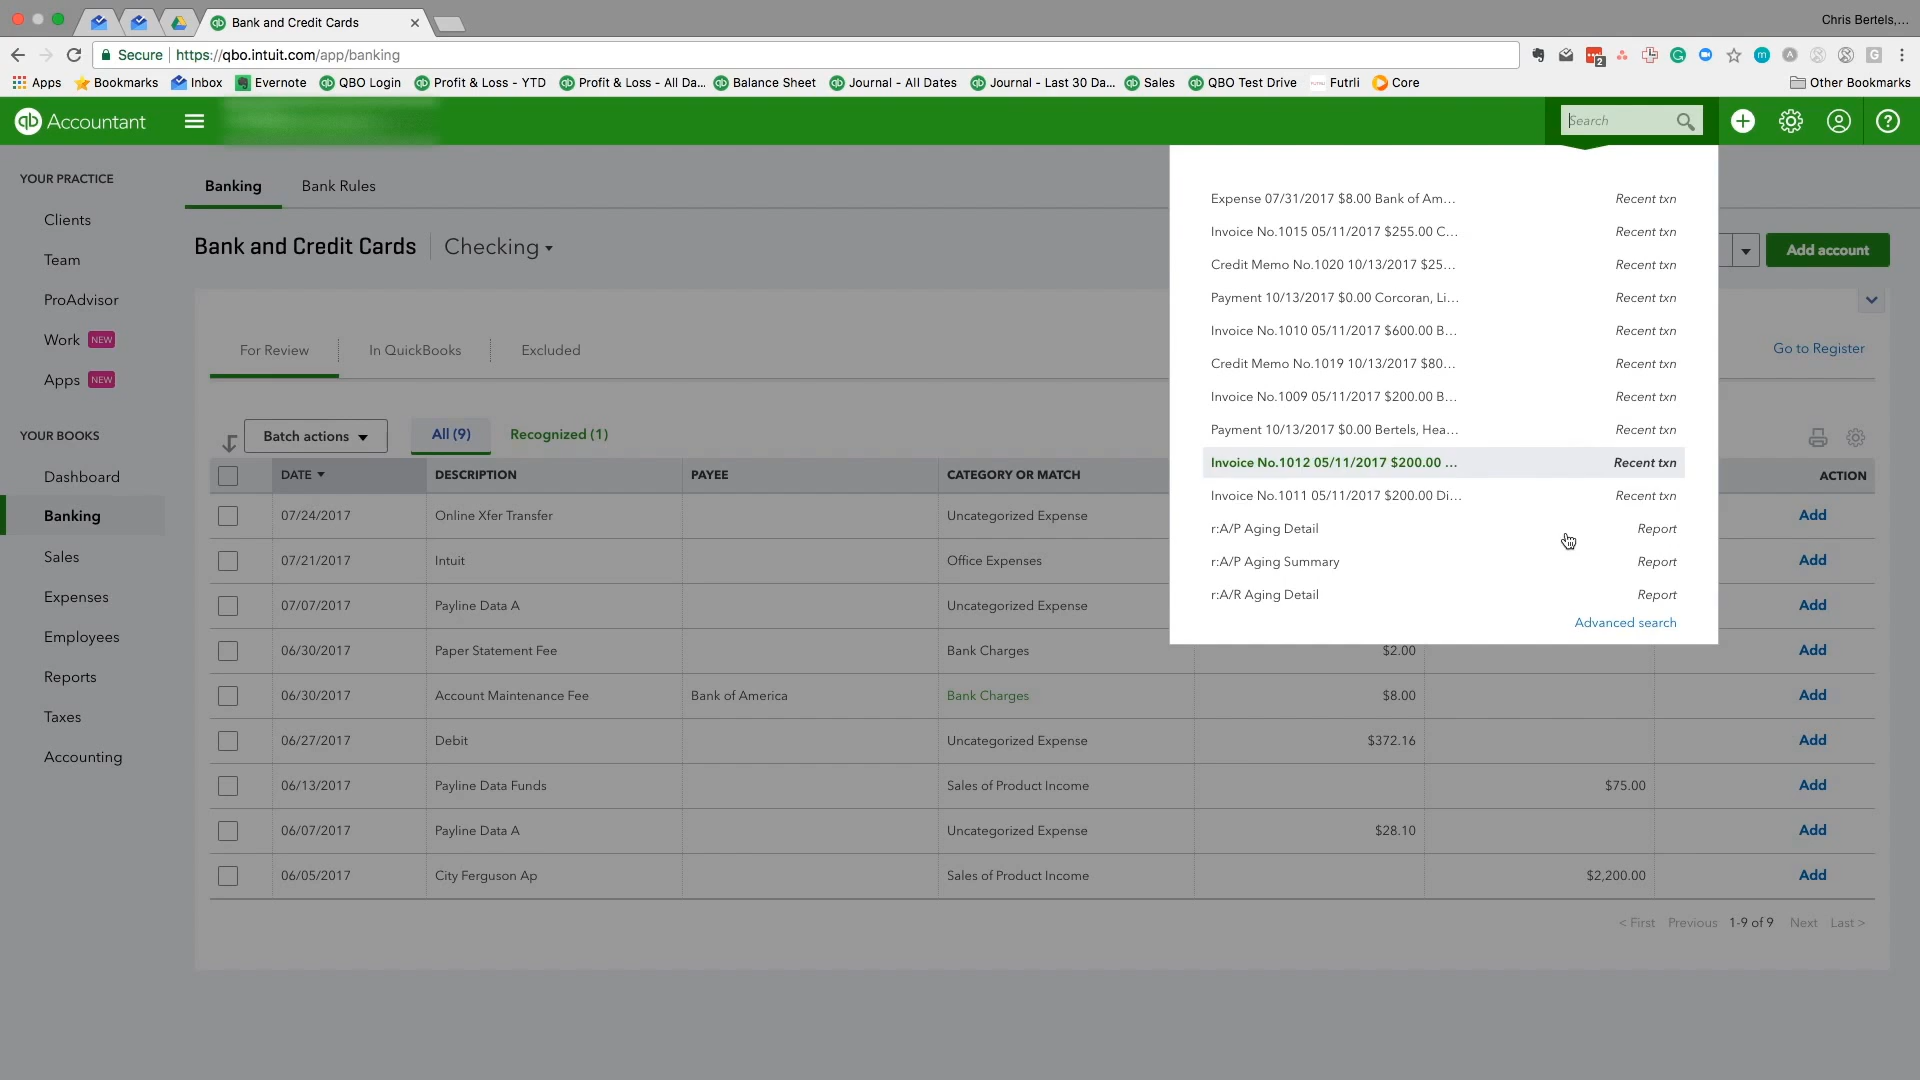 Bank and Credit Cards
Chris Bertels,...
Secure https://qbo.intuit.com/app/banking
Apps Bookmarks Inbox Evernote QBO Login Profit & Loss - YTD Profit & Loss - All Da... Balance Sheet Journal - All Dates Journal - Last 30 Da... Sales QBO Test Drive Futrli Core Other Bookmarks
qb Accountant
Search
YOUR PRACTICE
Clients
Team
ProAdvisor
Work NEW
Apps NEW
YOUR BOOKS
Dashboard
Banking
Sales
Expenses
Employees
Reports
Taxes
Accounting
Banking Bank Rules
Bank and Credit Cards Checking
Add account
For Review In QuickBooks Excluded
Go to Register
Batch actions All (9) Recognized (1)
DATE DESCRIPTION PAYEE CATEGORY OR MATCH ACTION
07/24/2017 Online Xfer Transfer Uncategorized Expense Add
07/21/2017 Intuit Office Expenses Add
07/07/2017 Payline Data A Uncategorized Expense Add
06/30/2017 Paper Statement Fee Bank Charges $2.00 Add
06/30/2017 Account Maintenance Fee Bank of America Bank Charges $8.00 Add
06/27/2017 Debit Uncategorized Expense $372.16 Add
06/13/2017 Payline Data Funds Sales of Product Income $75.00 Add
06/07/2017 Payline Data A Uncategorized Expense $28.10 Add
06/05/2017 City Ferguson Ap Sales of Product Income $2,200.00 Add
< First Previous 1-9 of 9 Next Last >
Expense 07/31/2017 $8.00 Bank of Am... Recent txn
Invoice No.1015 05/11/2017 $255.00 C... Recent txn
Credit Memo No.1020 10/13/2017 $25... Recent txn
Payment 10/13/2017 $0.00 Corcoran, Li... Recent txn
Invoice No.1010 05/11/2017 $600.00 B... Recent txn
Credit Memo No.1019 10/13/2017 $80... Recent txn
Invoice No.1009 05/11/2017 $200.00 B... Recent txn
Payment 10/13/2017 $0.00 Bertels, Hea... Recent txn
Invoice No.1012 05/11/2017 $200.00 ... Recent txn
Invoice No.1011 05/11/2017 $200.00 Di... Recent txn
r:A/P Aging Detail Report
r:A/P Aging Summary Report
r:A/R Aging Detail Report
Advanced search